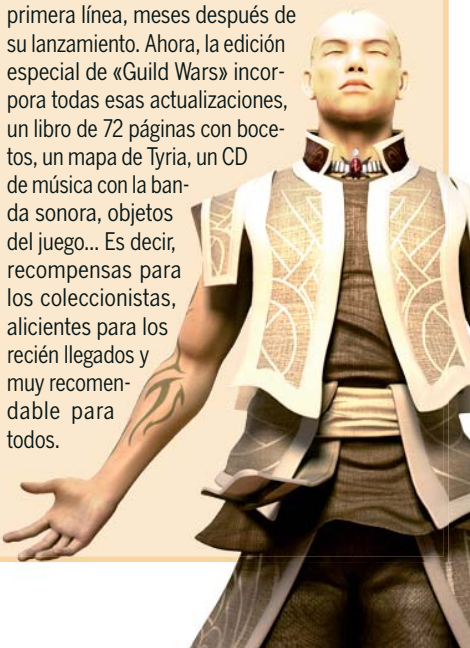 primera línea, meses después de
su lanzamiento. Ahora, la edición
especial de «Guild Wars» incor-
pora todas esas actualizaciones,
un libro de 72 páginas con boce-
tos, un mapa de Tyria, un CD
de música con la ban-
da sonora, objetos
del juego... Es decir,
recompensas para
los coleccionistas,
alicientes para los
recién llegados y
muy recomen-
dable para
todos.